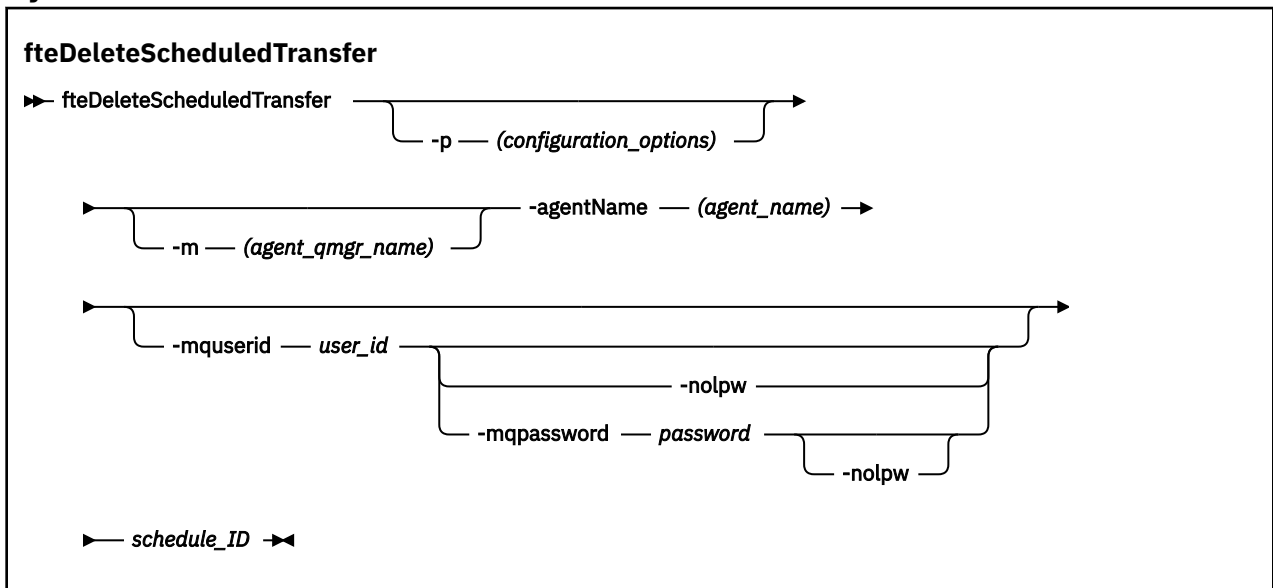 fteDeleteScheduledTransfer
fteDeleteScheduledTransfer
-p (configuration_options)
-agentName (agent_name)
-m (agent_qmgr_name)
-mquserid user_id
-nolpw
-mqpassword password
-nolpw
schedule_ID